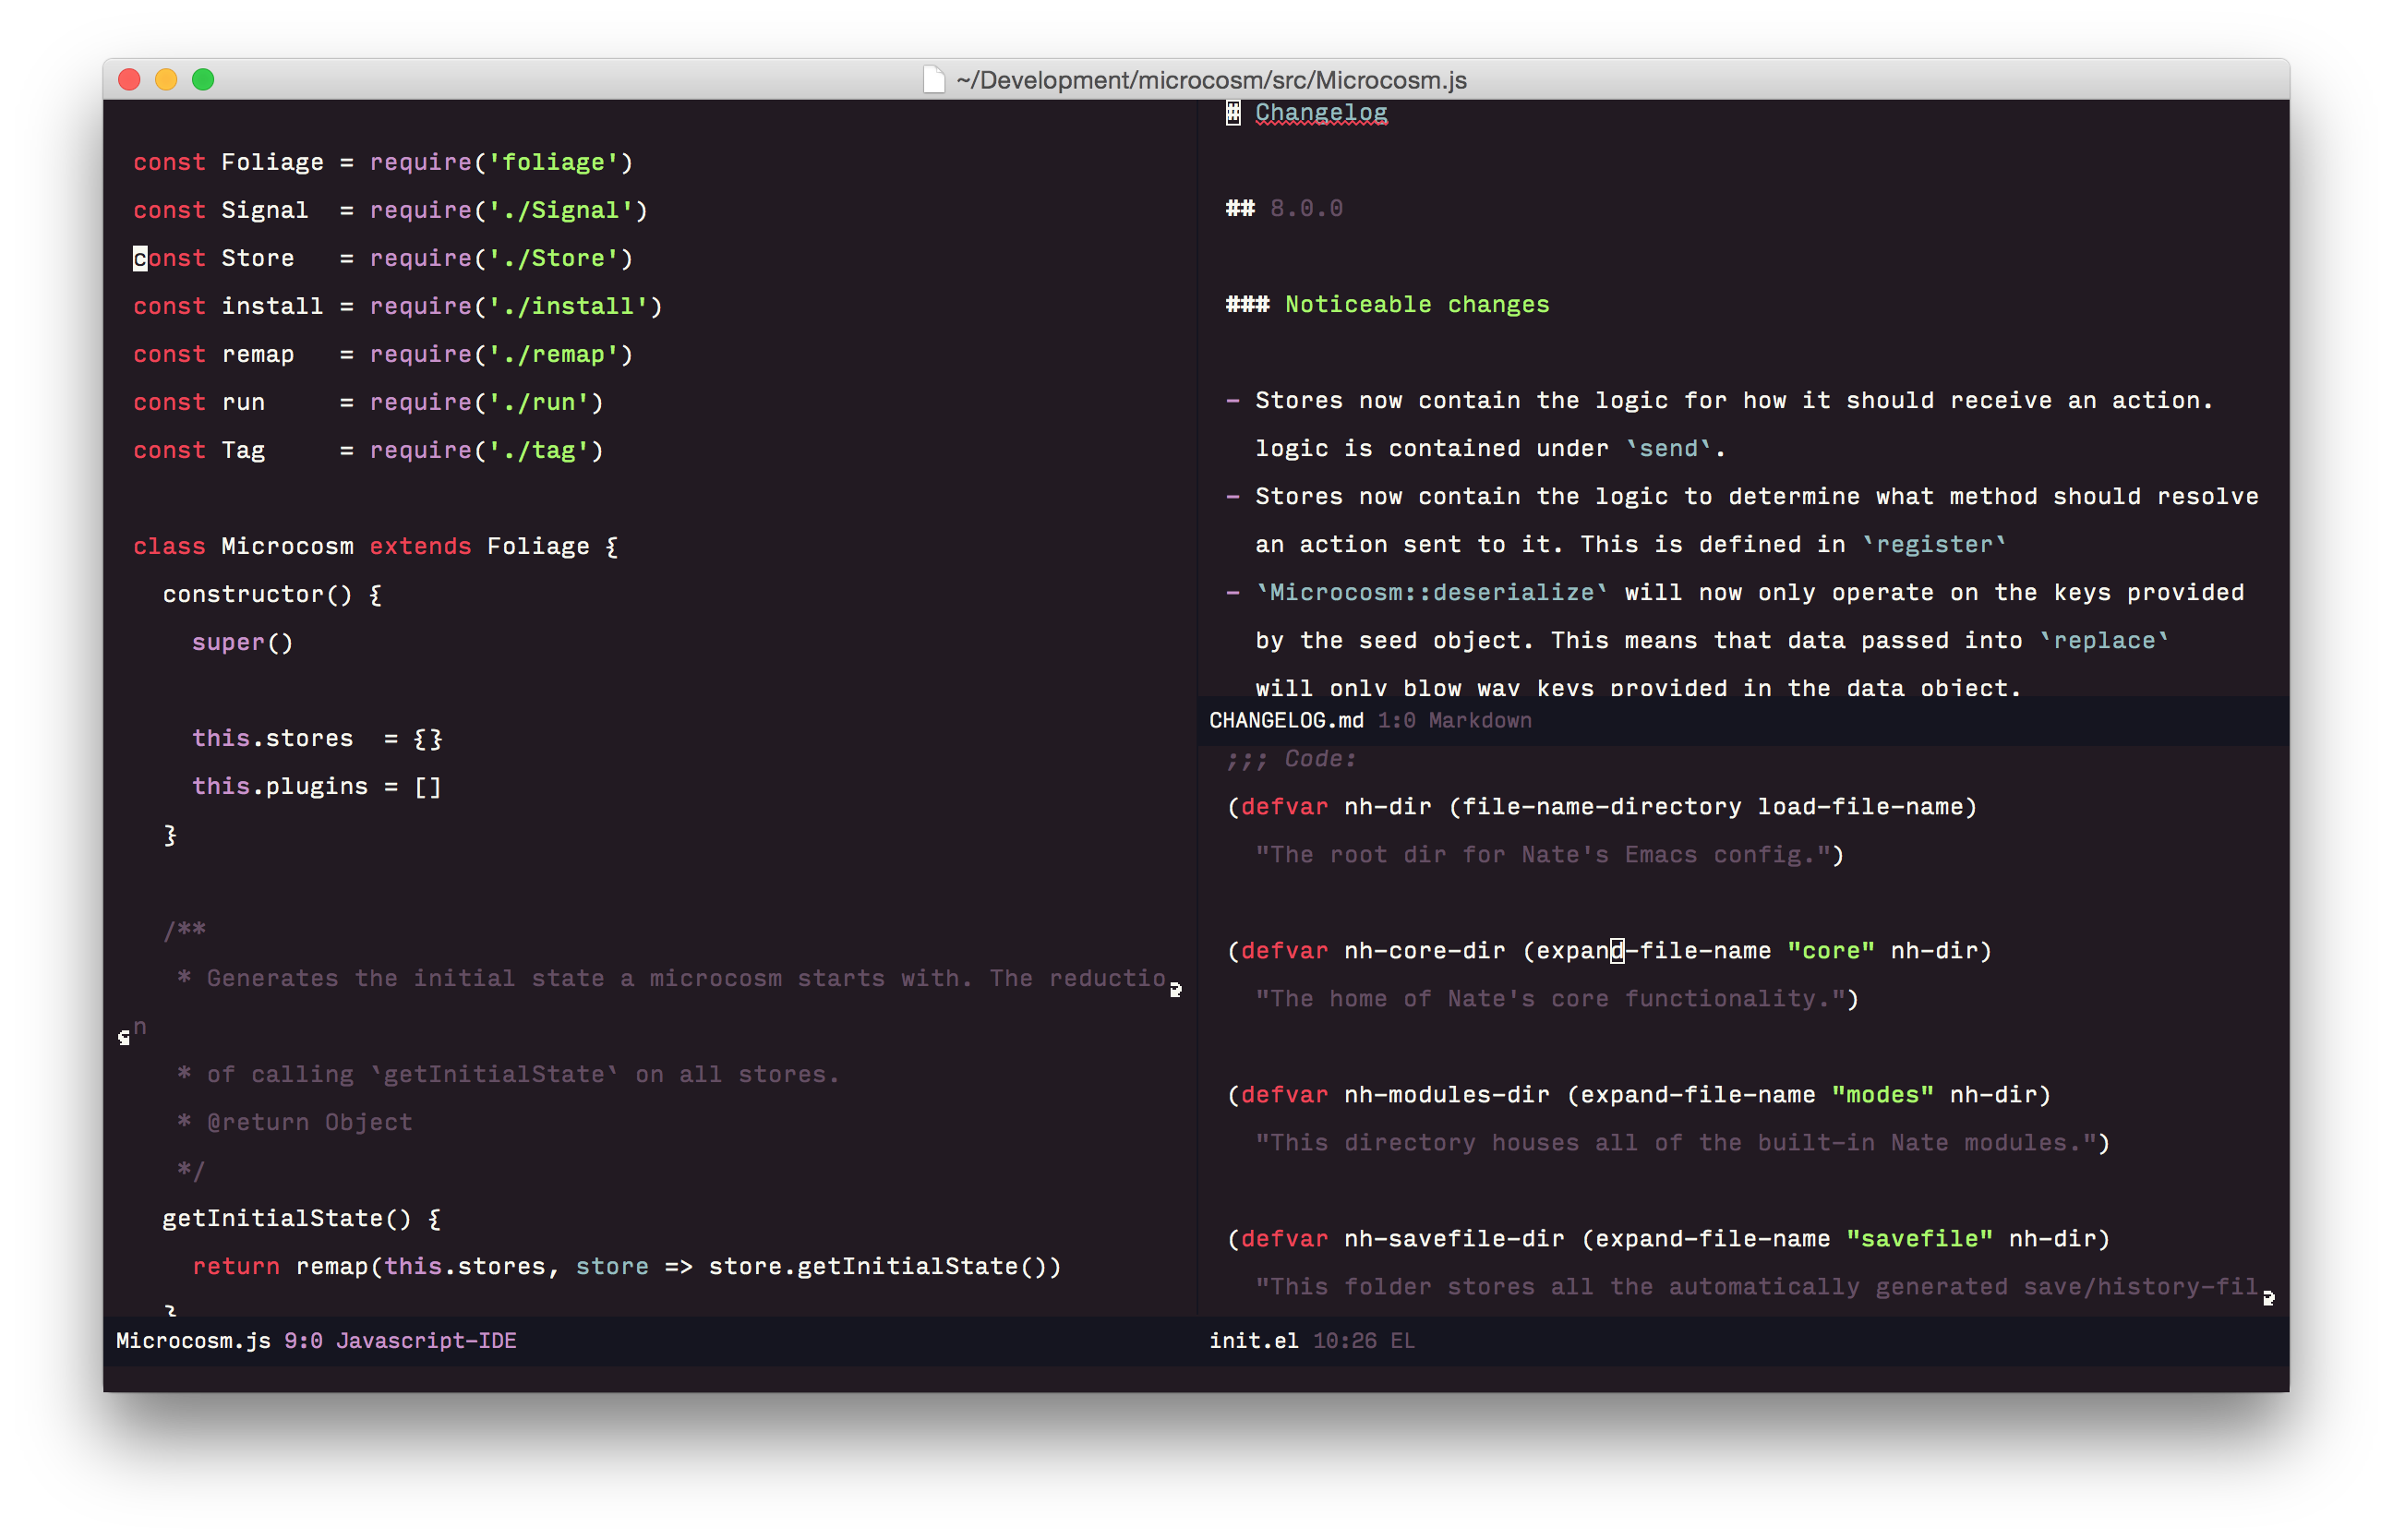 ~/Development/microcosm/src/Microcosm.js
const Foliage = require('foliage')
const Signal  = require('./Signal')
const Store   = require('./Store')
const install = require('./install')
const remap   = require('./remap')
const run     = require('./run')
const Tag     = require('./tag')
class Microcosm extends Foliage {
  constructor() {
    super()
    this.stores  = {}
    this.plugins = []
  }
  /**
   * Generates the initial state a microcosm starts with. The reductio
n
   * of calling `getInitialState` on all stores.
   * @return Object
   */
  getInitialState() {
    return remap(this.stores, store => store.getInitialState())
  }
Microcosm.js 9:0 Javascript-IDE
# Changelog
## 8.0.0
### Noticeable changes
- Stores now contain the logic for how it should receive an action.
  logic is contained under `send`.
- Stores now contain the logic to determine what method should resolve
  an action sent to it. This is defined in `register`
- `Microcosm::deserialize` will now only operate on the keys provided
  by the seed object. This means that data passed into `replace`
  will only blow way keys provided in the data object.
CHANGELOG.md 1:0 Markdown
;;; Code:
(defvar nh-dir (file-name-directory load-file-name)
  "The root dir for Nate's Emacs config.")
(defvar nh-core-dir (expand-file-name "core" nh-dir)
  "The home of Nate's core functionality.")
(defvar nh-modules-dir (expand-file-name "modes" nh-dir)
  "This directory houses all of the built-in Nate modules.")
(defvar nh-savefile-dir (expand-file-name "savefile" nh-dir)
  "This folder stores all the automatically generated save/history-fil
init.el 10:26 EL